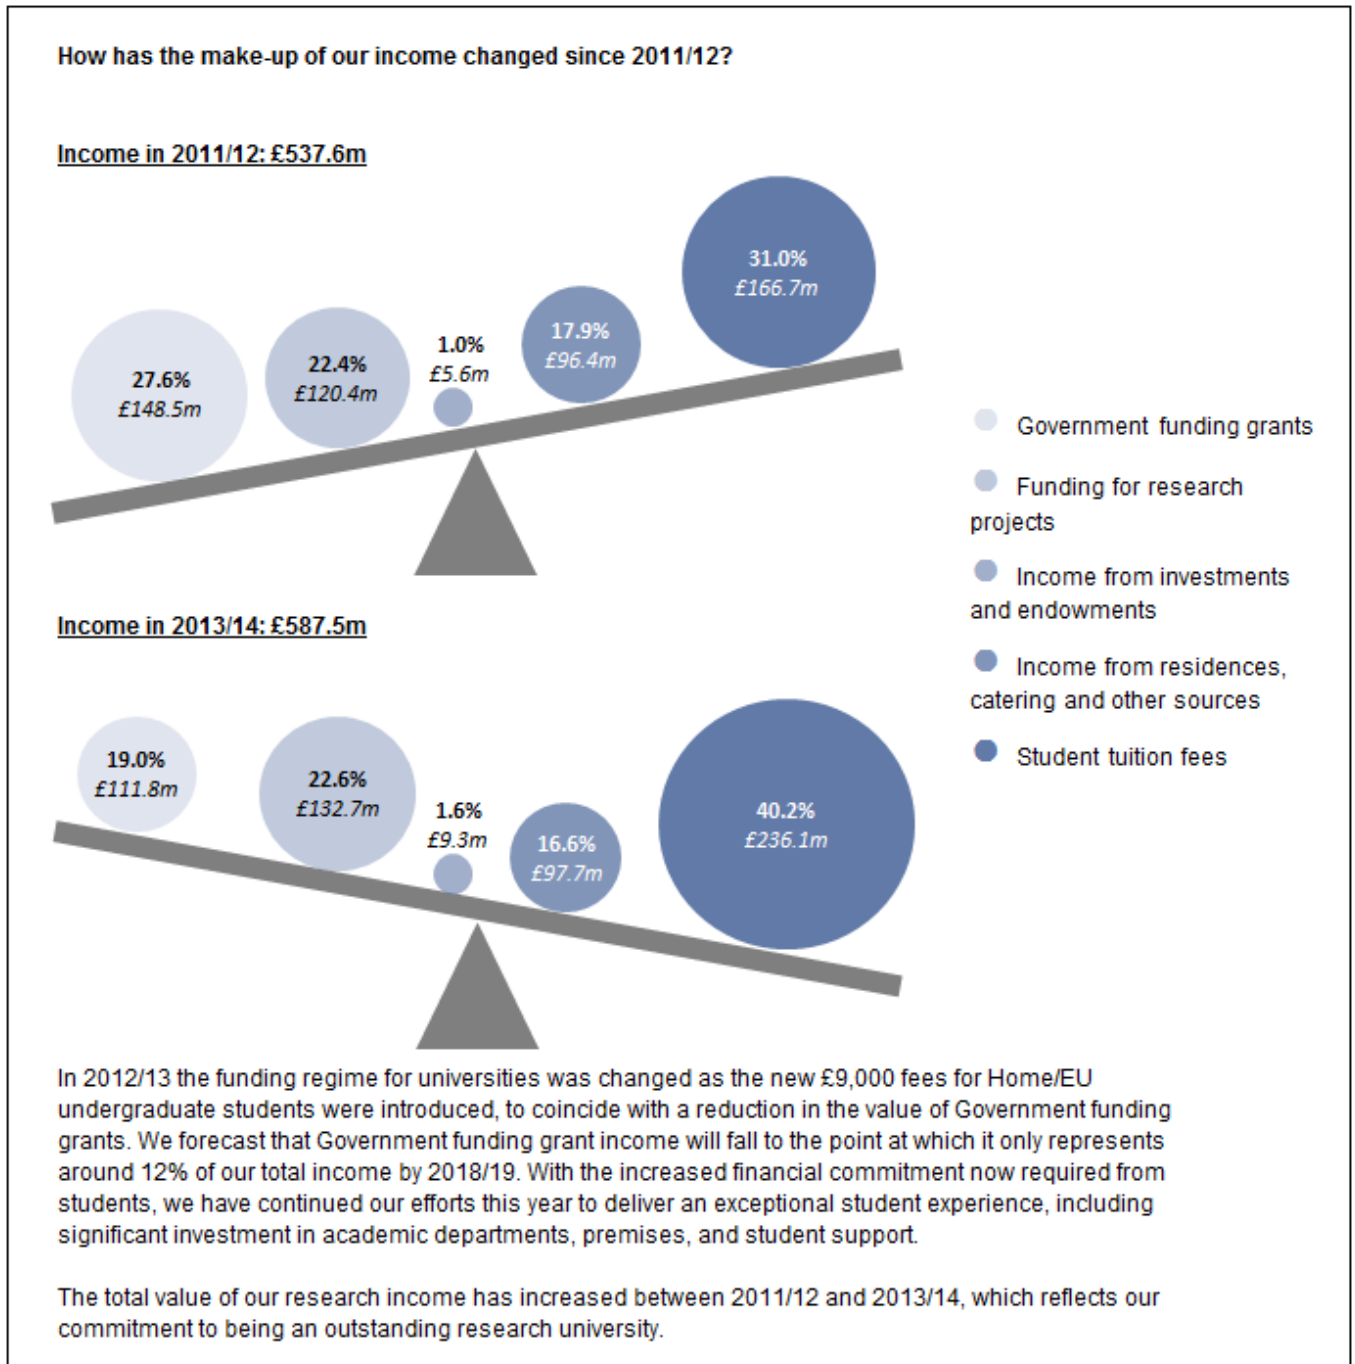 How has the make-up of our income changed since 2011/12?
Income in 2011/12: £537.6m
27.6%
£148.5m
22.4%
£120.4m
1.0%
£5.6m
17.9%
£96.4m
31.0%
£166.7m
Government funding grants
Funding for research
projects
Income from investments
and endowments
Income from residences,
catering and other sources
Student tuition fees
Income in 2013/14: £587.5m
19.0%
£111.8m
22.6%
£132.7m
1.6%
£9.3m
16.6%
£97.7m
40.2%
£236.1m
In 2012/13 the funding regime for universities was changed as the new £9,000 fees for Home/EU
undergraduate students were introduced, to coincide with a reduction in the value of Government funding
grants. We forecast that Government funding grant income will fall to the point at which it only represents
around 12% of our total income by 2018/19. With the increased financial commitment now required from
students, we have continued our efforts this year to deliver an exceptional student experience, including
significant investment in academic departments, premises, and student support.
The total value of our research income has increased between 2011/12 and 2013/14, which reflects our
commitment to being an outstanding research university.